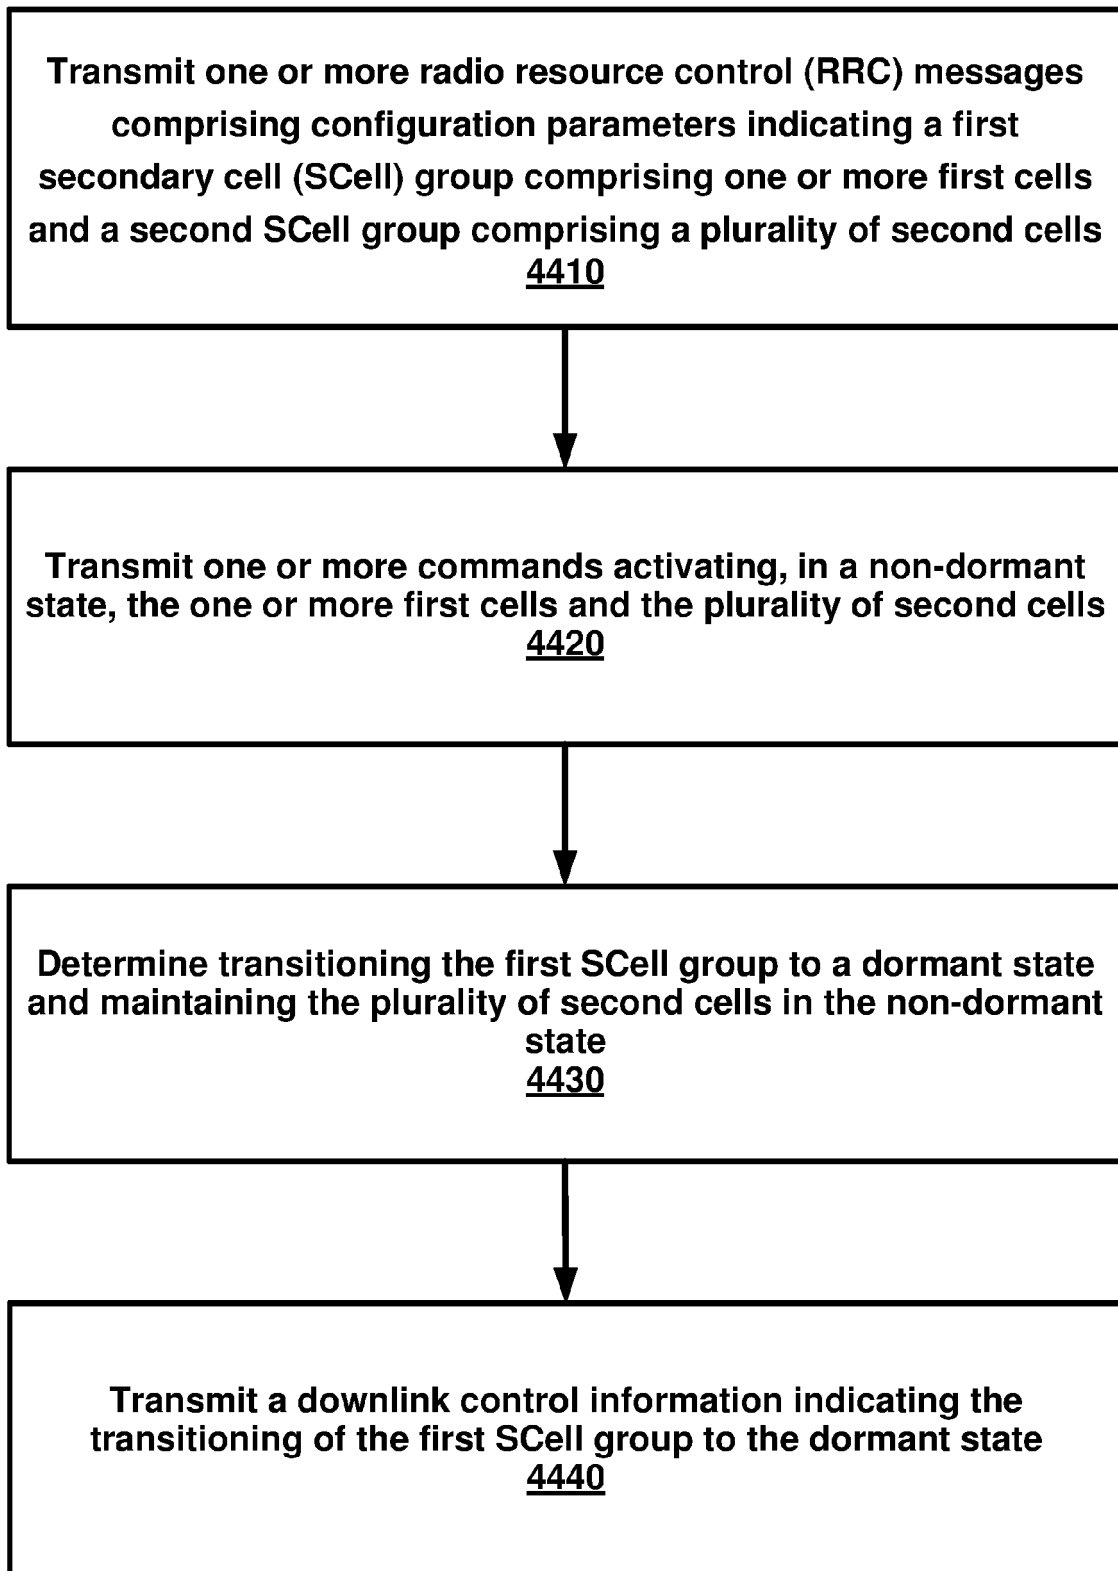 Transmit one or more radio resource control (RRC) messages
comprising configuration parameters indicating a first
secondary cell (SCell) group comprising one or more first cells
and a second SCell group comprising a plurality of second cells
4410
Transmit one or more commands activating, in a non-dormant
state, the one or more first cells and the plurality of second cells
4420
Determine transitioning the first SCell group to a dormant state
and maintaining the plurality of second cells in the non-dormant
state
4430
Transmit a downlink control information indicating the
transitioning of the first SCell group to the dormant state
4440